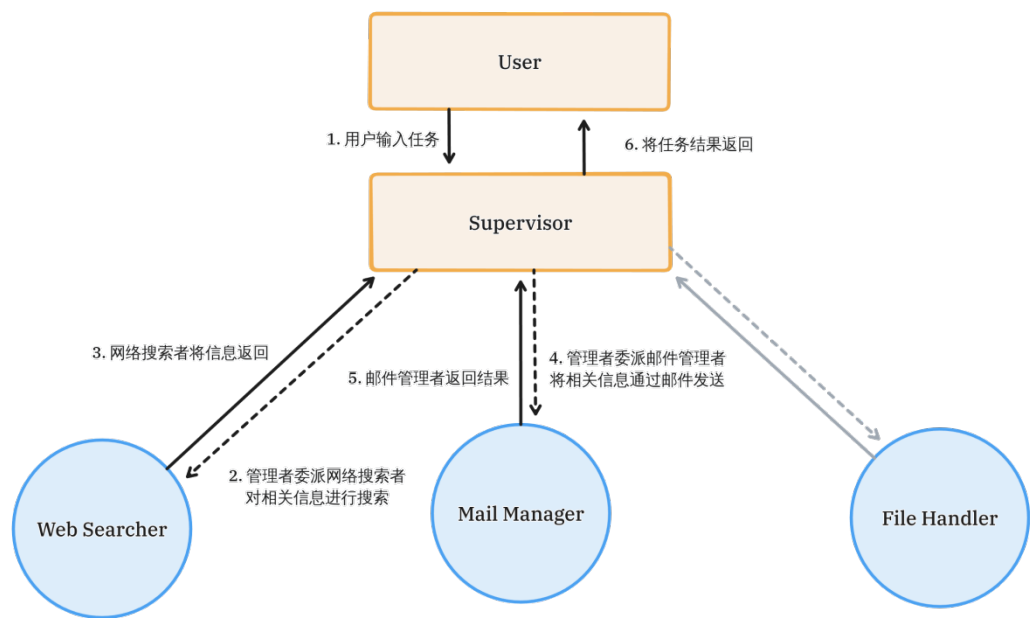 User
1. 用户输入任务
6. 将任务结果返回
Supervisor
3. 网络搜索者将信息返回
4. 管理者委派邮件管理者
将相关信息通过邮件发送
5. 邮件管理者返回结果
2. 管理者委派网络搜索者
对相关信息进行搜索
Web Searcher
Mail Manager
File Handler